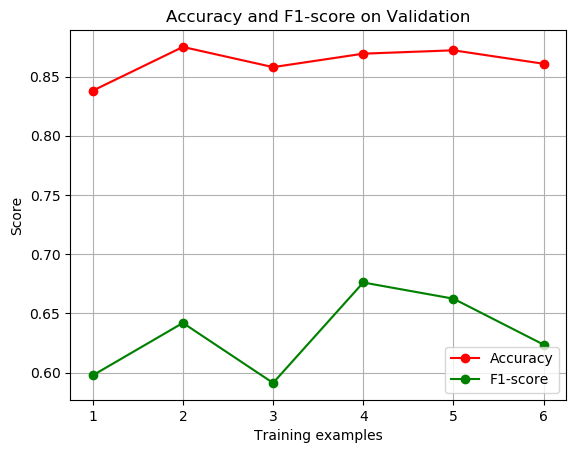 Accuracy and F1-score on Validation
Score
0.85
0.80
0.75
0.70
0.65
0.60
Accuracy
F1-score
1 2 3 4 5 6
Training examples